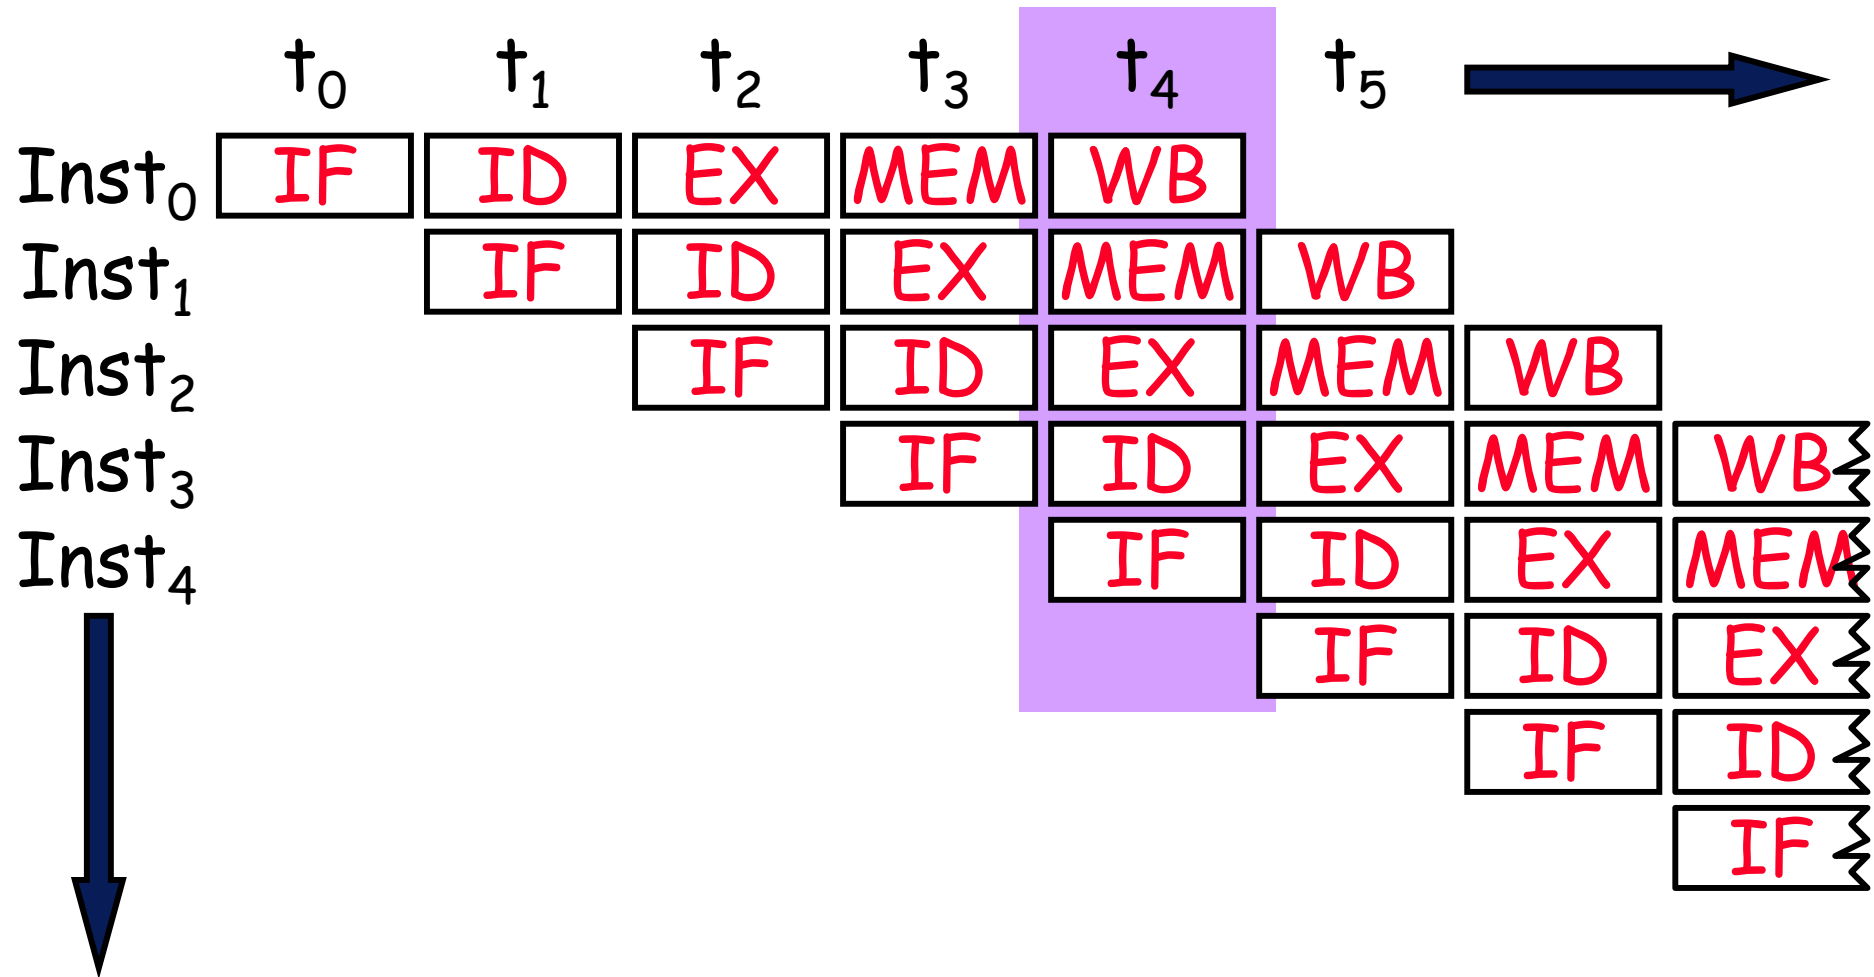 t0 t1 t2 t3 t4 t5
Inst0 IF ID EX MEM WB
Inst1 IF ID EX MEM WB
Inst2 IF ID EX MEM WB
Inst3 IF ID EX MEM WB
Inst4 IF ID EX MEM
IF ID EX
IF ID
IF